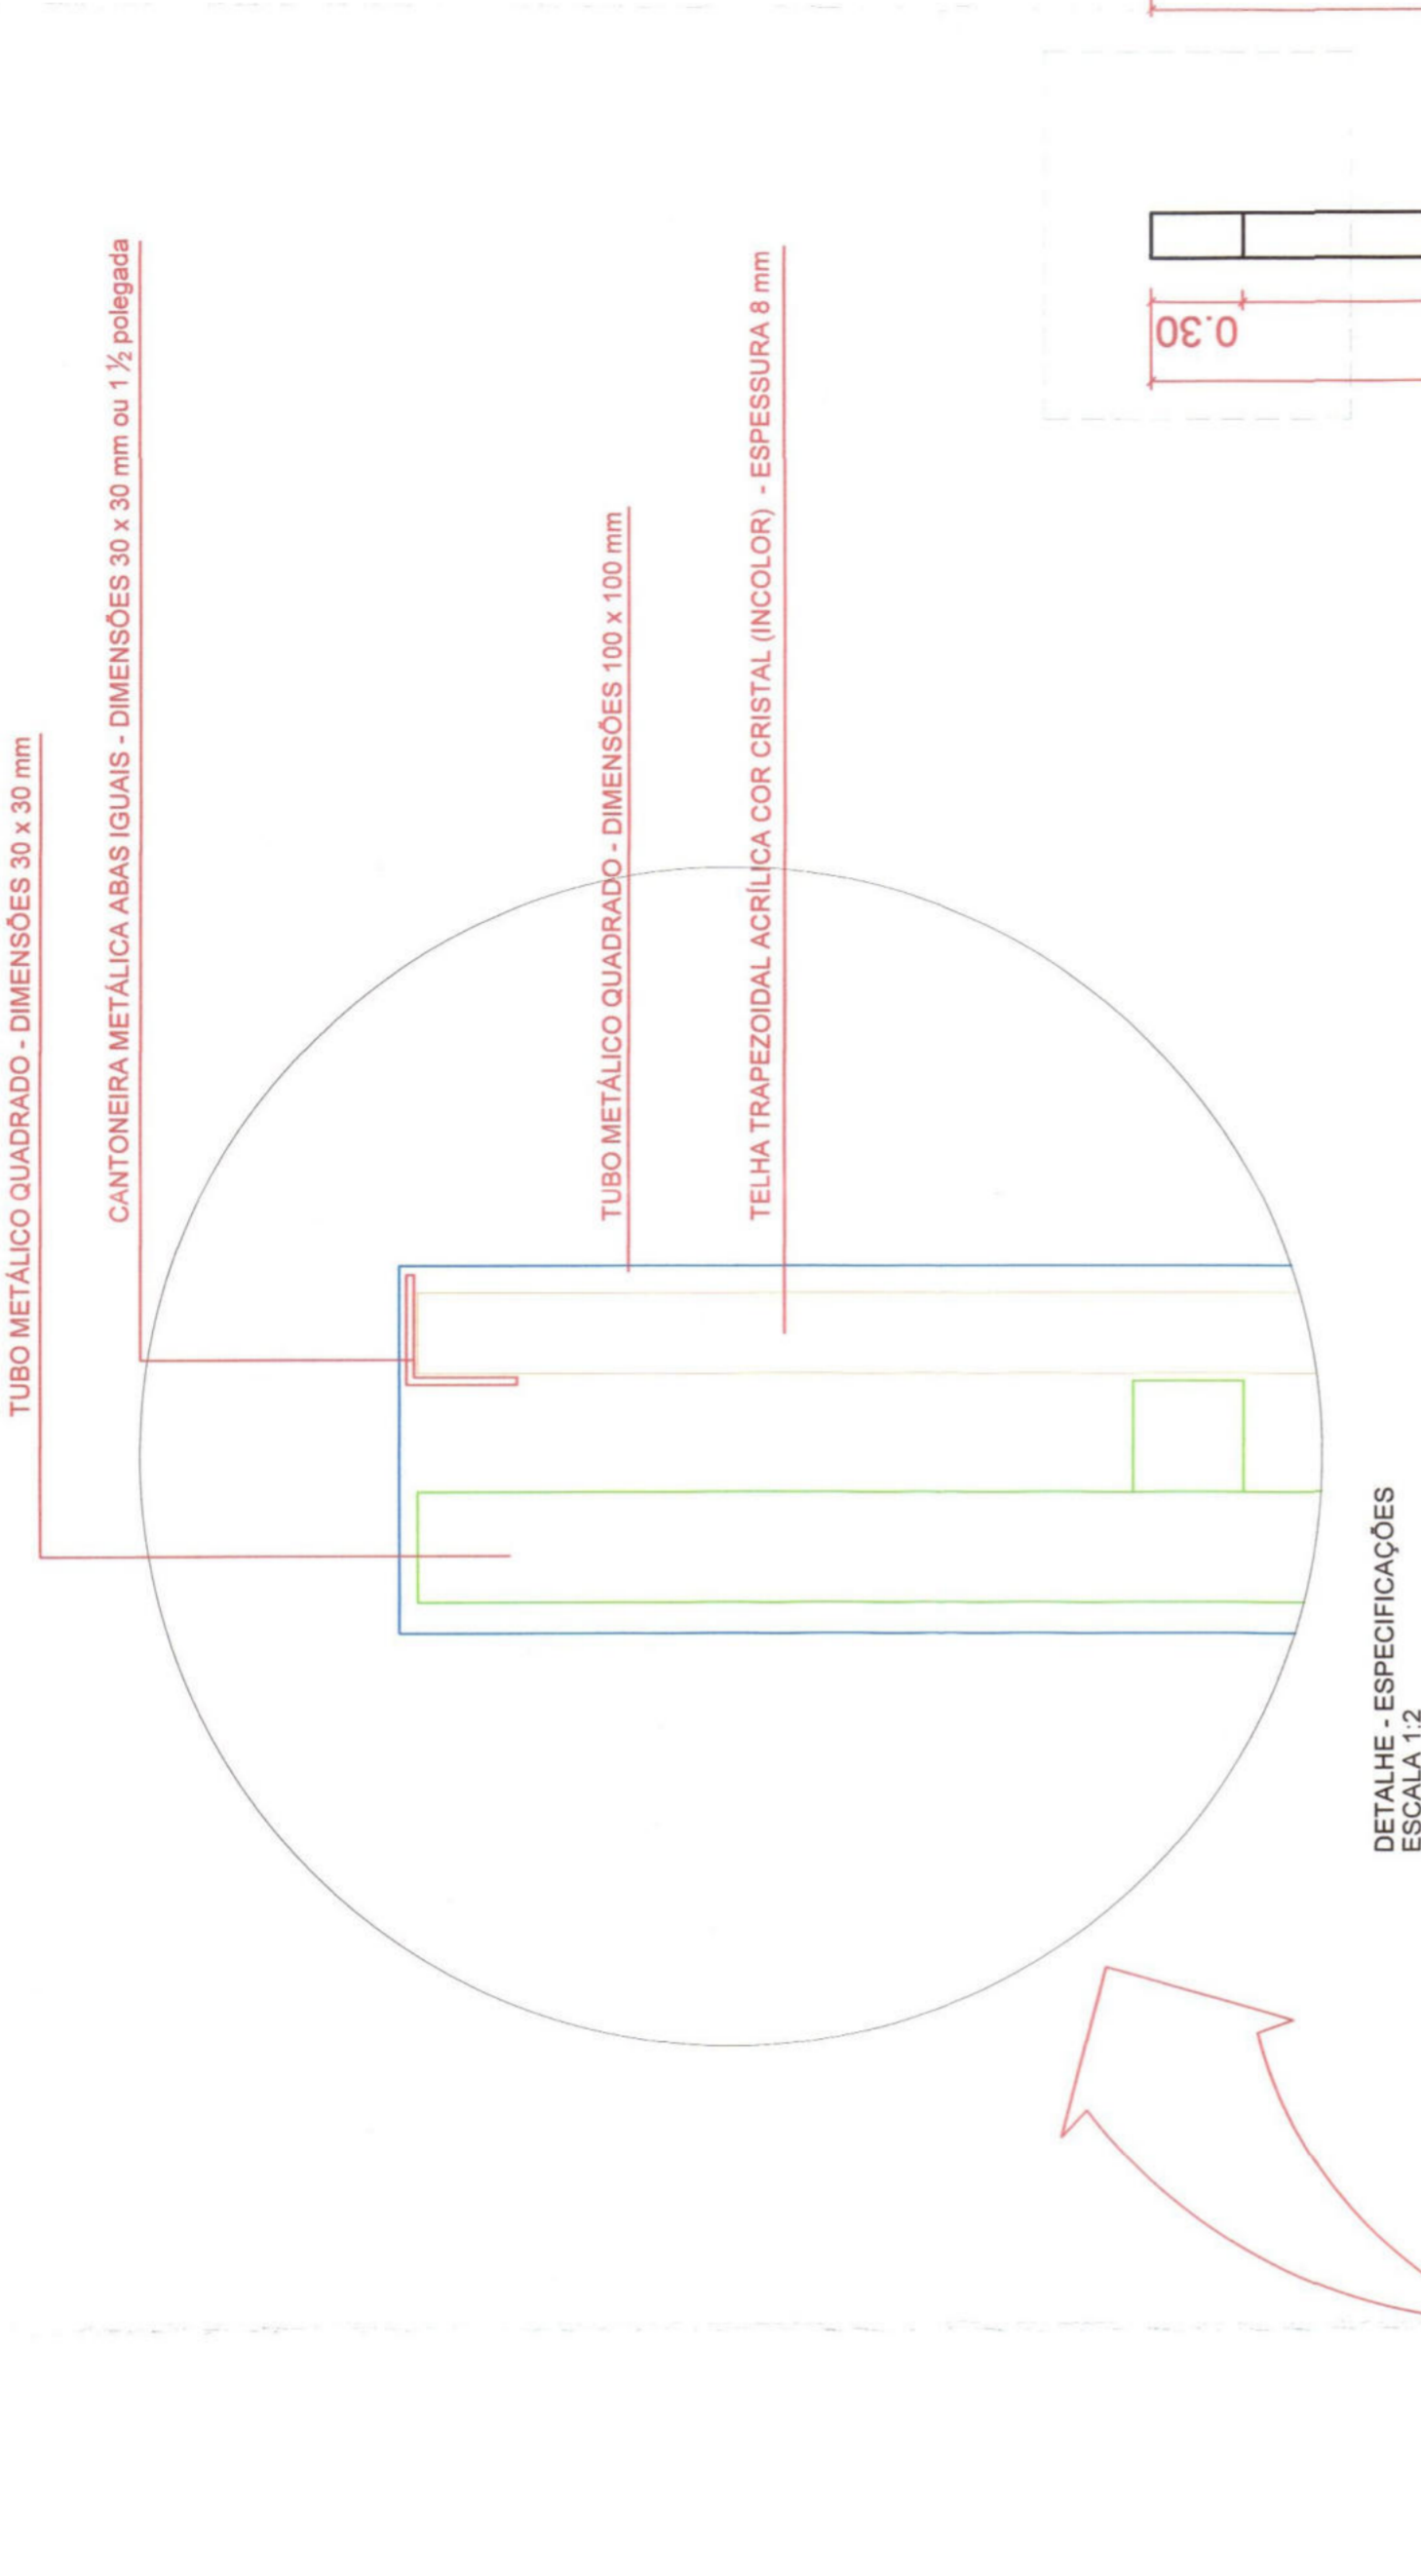 TUBO METÁLICO QUADRADO - DIMENSÕES 30 x 30 mm
CANTONEIRA METÁLICA ABAS IGUAIS - DIMENSÕES 30 x 30 mm ou 1 ½ polegada
TUBO METÁLICO QUADRADO - DIMENSÕES 100 x 100 mm
TELHA TRAPEZOIDAL ACRÍLICA COR CRISTAL (INCOLOR) - ESPESSURA 8 mm
0.30
DETALHE - ESPECIFICAÇÕES
ESCALA 1:2